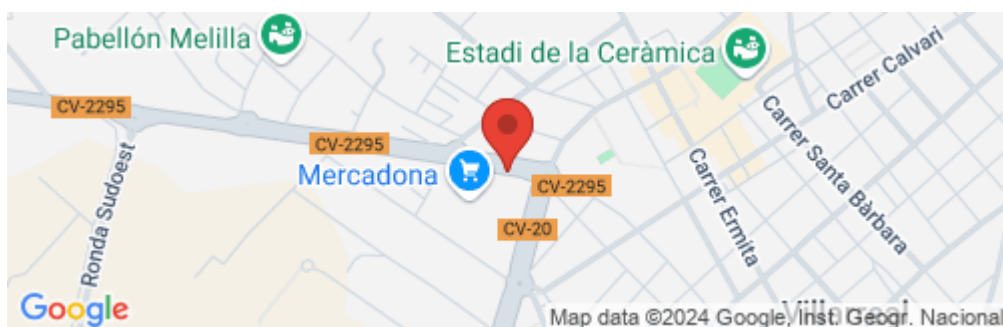 Pabellón Melilla
Estadi de la Ceràmica
Carrer Calvari
CV-2295
CV-2295
Mercadona
CV-2295
CV-20
Ronda Sudoest
Carrer Ermita
Carrer Santa Bàrbara
Villarreal
Google
Map data ©2024 Google, Inst. Geogr. Nacional